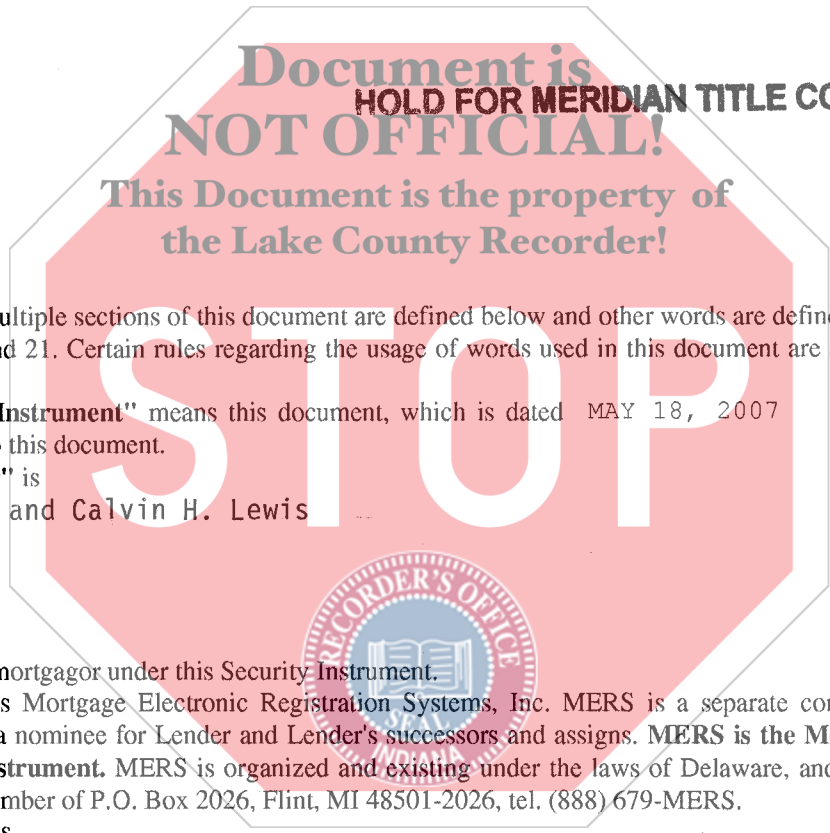 Document is
HOLD FOR MERIDIAN TITLE CO
NOT OFFICIAL!
This Document is the property of
the Lake County Recorder!
ultiple sections of this document are defined below and other words are define
d 21. Certain rules regarding the usage of words used in this document are
Instrument" means this document, which is dated MAY 18, 2007
this document.
" is
and Calvin H. Lewis
STOP
RECORDER'S OFFICE
SEAL
INDIANA
mortgagor under this Security Instrument.
s Mortgage Electronic Registration Systems, Inc. MERS is a separate cor
a nominee for Lender and Lender's successors and assigns. MERS is the M
strument. MERS is organized and existing under the laws of Delaware, and
mber of P.O. Box 2026, Flint, MI 48501-2026, tel. (888) 679-MERS.
s